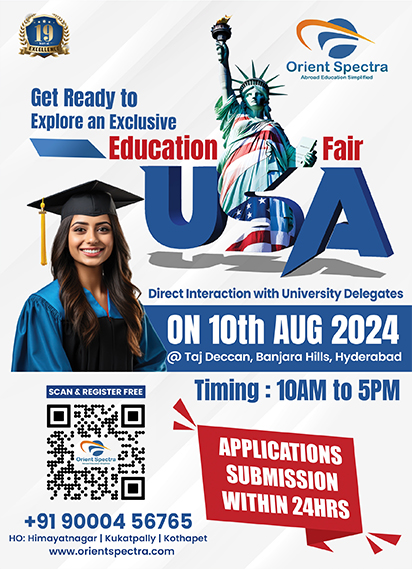 19
EXCELLENCE
Orient Spectra
Abroad Education Simplified
Get Ready to
Explore an Exclusive
Education Fair
USA
Direct Interaction with University Delegates
ON 10th AUG 2024
@ Taj Deccan, Banjara Hills, Hyderabad
Timing : 10AM to 5PM
SCAN & REGISTER FREE
Orient Spectra
APPLICATIONS
SUBMISSION
WITHIN 24HRS
+91 90004 56765
HO: Himayatnagar | Kukatpally | Kothapet
www.orientspectra.com